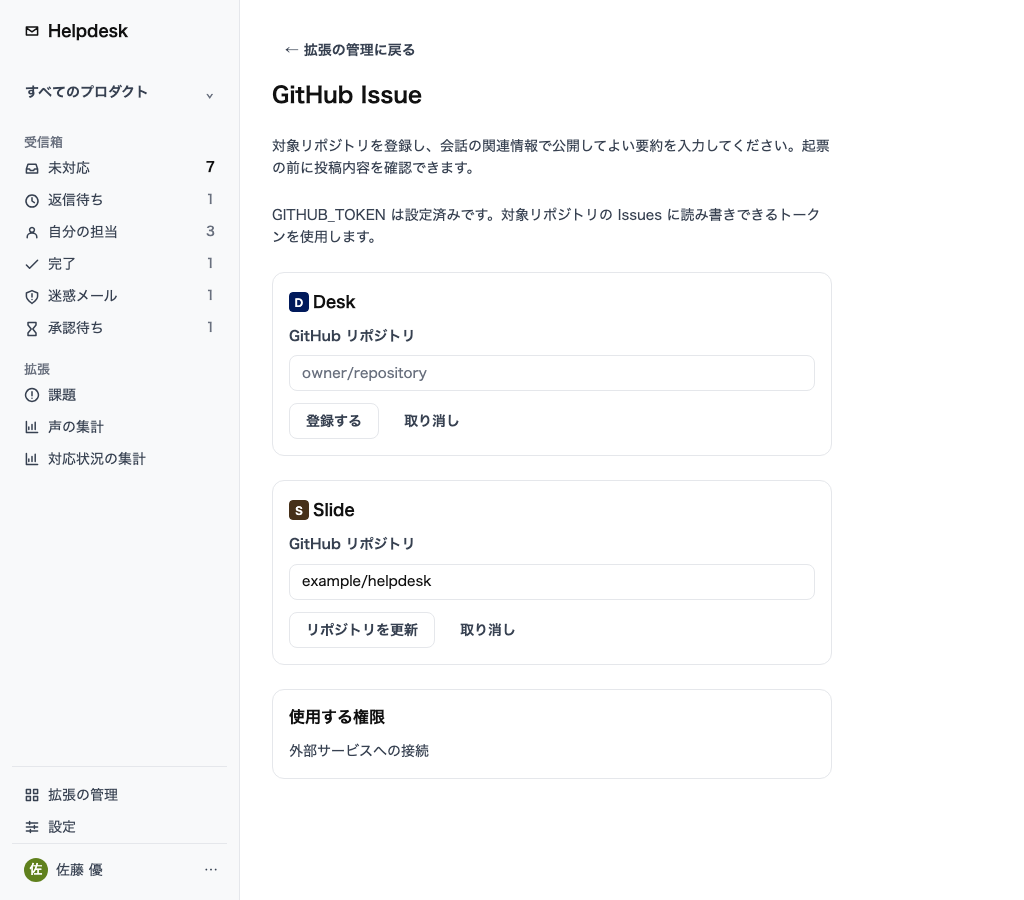 Helpdesk
すべてのプロダクト
受信箱
未対応 7
返信待ち 1
自分の担当 3
完了 1
迷惑メール 1
承認待ち 1
拡張
課題
声の集計
対応状況の集計
拡張の管理
設定
佐 佐藤 優 ...
← 拡張の管理に戻る
GitHub Issue
対象リポジトリを登録し、会話の関連情報で公開してよい要約を入力してください。起票
の前に投稿内容を確認できます。
GITHUB_TOKEN は設定済みです。対象リポジトリの Issues に読み書きできるトーク
ンを使用します。
D Desk
GitHub リポジトリ
owner/repository
登録する 取り消し
S Slide
GitHub リポジトリ
example/helpdesk
リポジトリを更新 取り消し
使用する権限
外部サービスへの接続